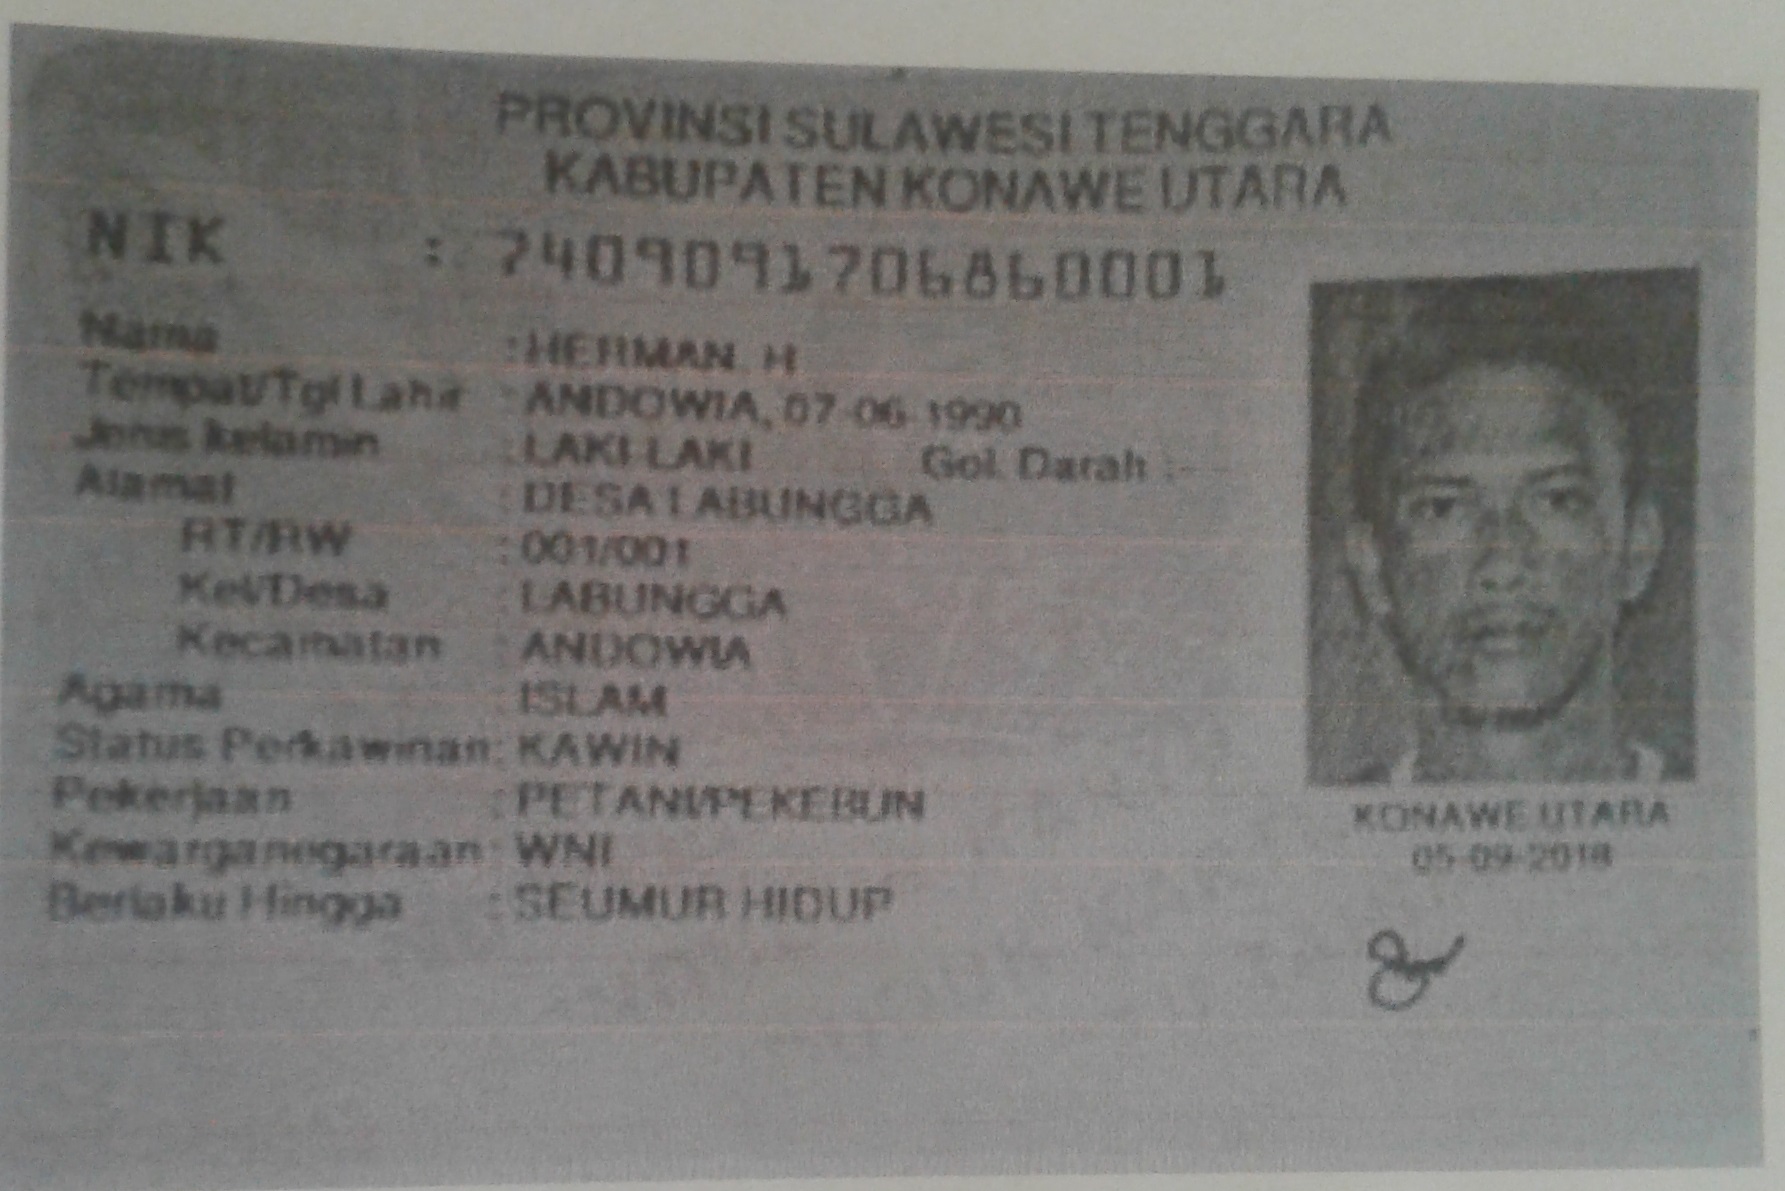 PROVINSI SULAWESI TENGGARA
KABUPATEN KONAWE UTARA
NIK : 7409091706860001
Nama : HERMAN. H
Tempat/Tgl Lahir : ANDOWIA, 07-06-1990
Jenis kelamin : LAKI-LAKI Gol. Darah :-
Alamat : DESA LABUNGGA
RT/RW : 001/001
Kel/Desa : LABUNGGA
Kecamatan : ANDOWIA
Agama : ISLAM
Status Perkawinan: KAWIN
Pekerjaan : PETANI/PEKEBUN
Kewarganegaraan: WNI
Berlaku Hingga : SEUMUR HIDUP
KONAWE UTARA
05-09-2018